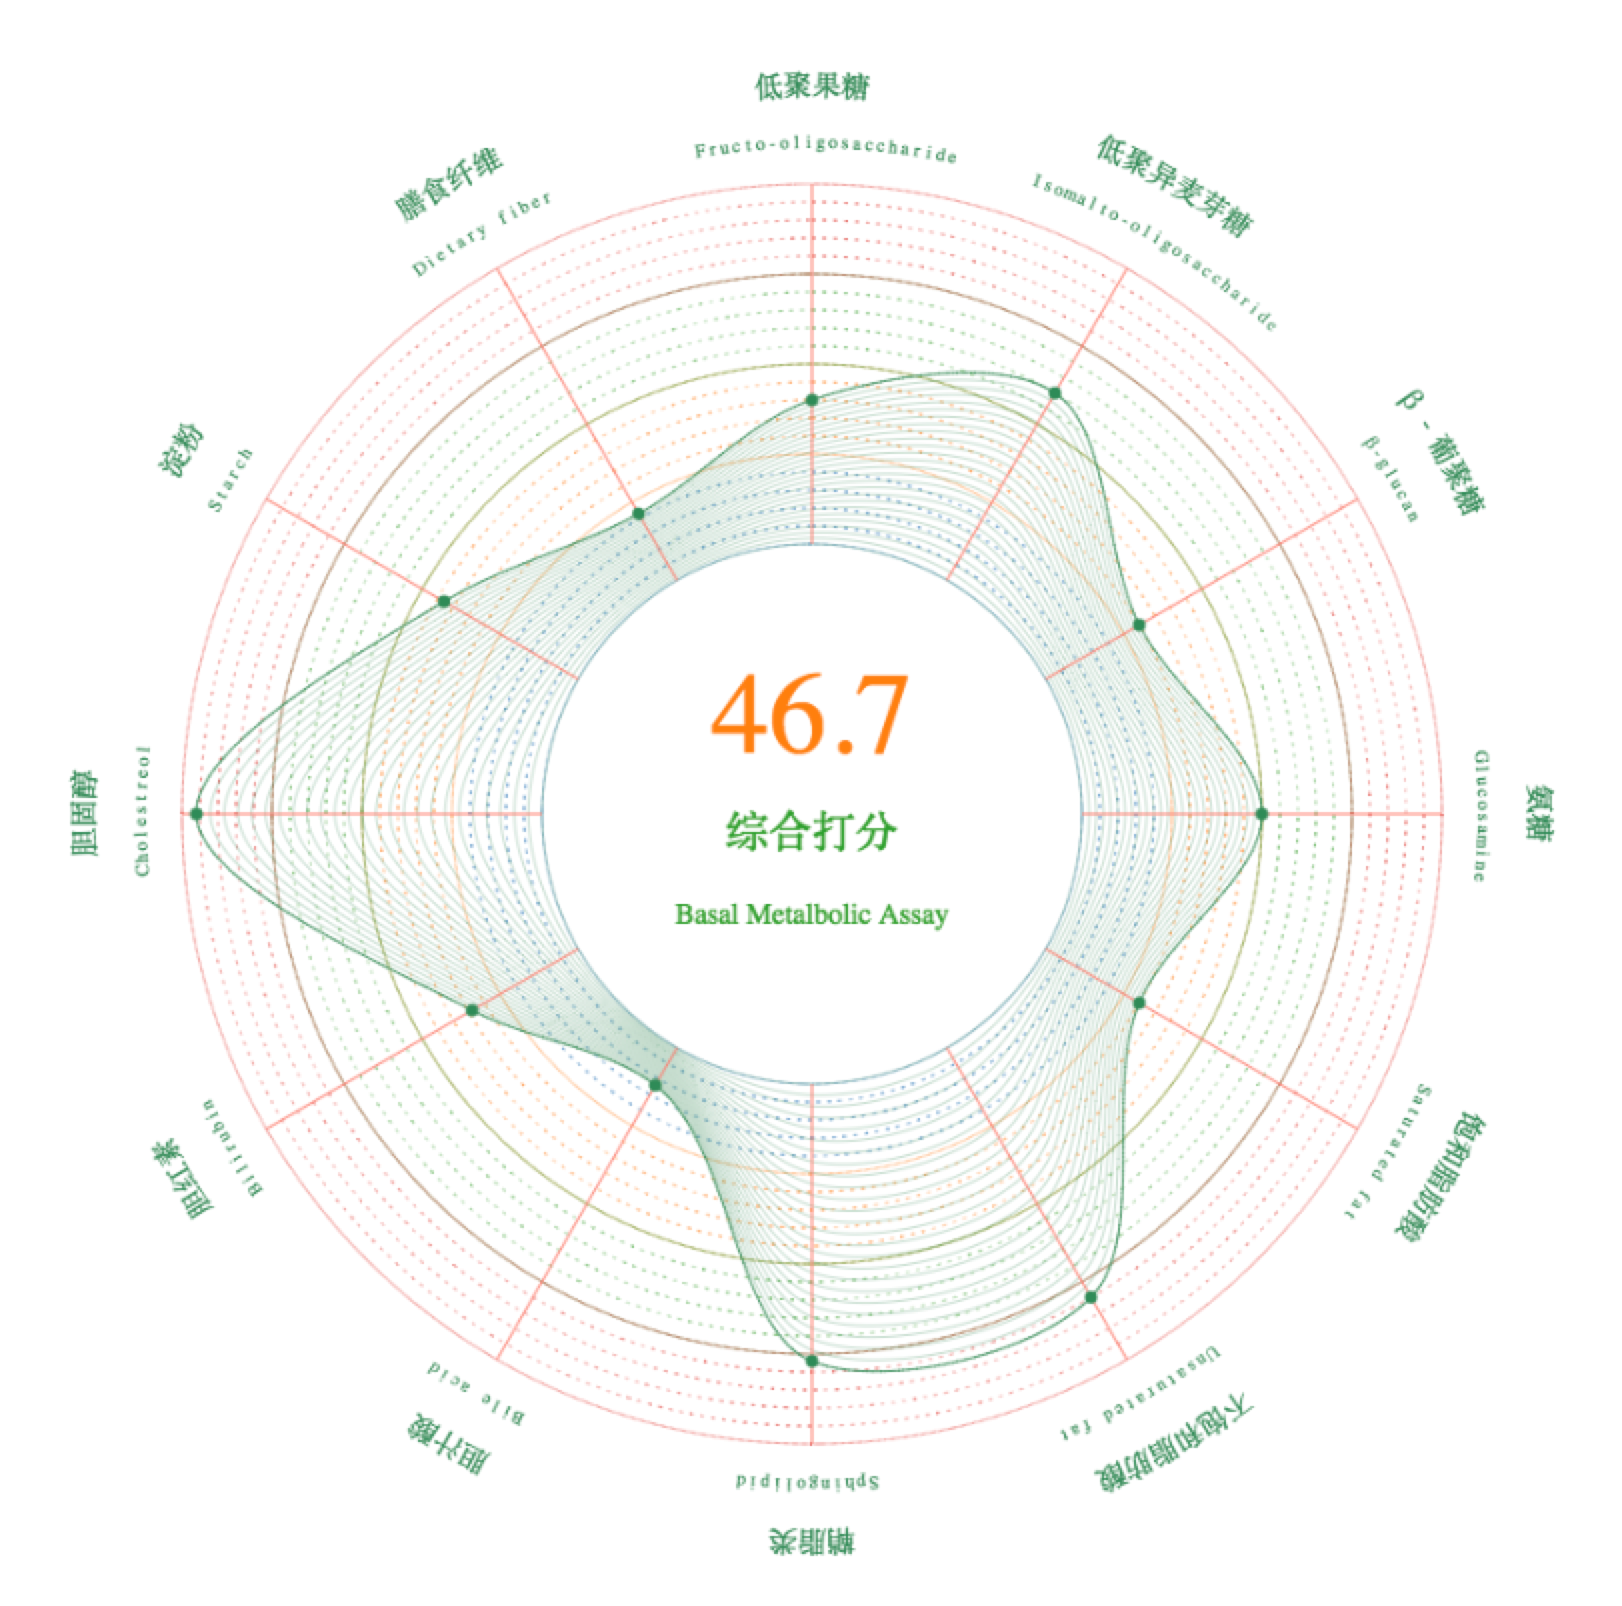 低聚果糖
Fructo-oligosaccharide
低聚异麦芽糖
Isomalto-oligosaccharide
β - 葡聚糖
β-glucan
氨糖
Glucosamine
饱和脂肪酸
Saturated fat
不饱和脂肪酸
Unsaturated fat
鞘脂类
Sphingolipid
胆汁酸
Bile acid
胆红素
Bilirubin
胆固醇
Cholestreol
淀粉
Starch
膳食纤维
Dietary fiber
46.7
综合打分
Basal Metalbolic Assay